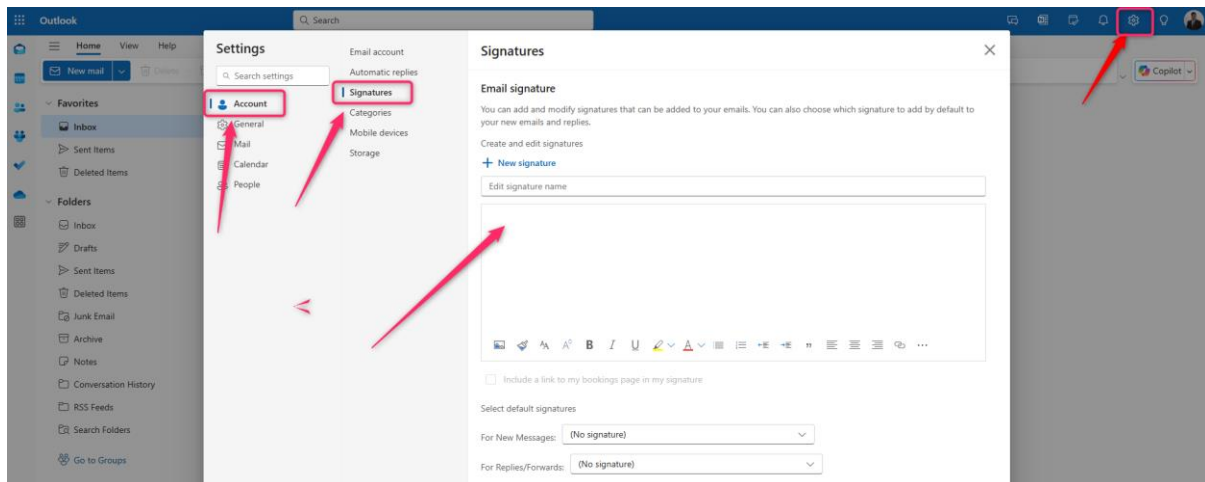 Outlook
Search
Home View Help
New mail
Delete
Copilot
Favorites
Inbox
Sent Items
Deleted Items
Folders
Inbox
Drafts
Sent Items
Deleted Items
Junk Email
Archive
Notes
Conversation History
RSS Feeds
Search Folders
Go to Groups
Settings
Search settings
Account
General
Mail
Calendar
People
Email account
Automatic replies
Signatures
Categories
Mobile devices
Storage
Signatures
Email signature
You can add and modify signatures that can be added to your emails. You can also choose which signature to add by default to
your new emails and replies.
Create and edit signatures
New signature
Edit signature name
Include a link to my bookings page in my signature
Select default signatures
For New Messages: (No signature)
For Replies/Forwards: (No signature)